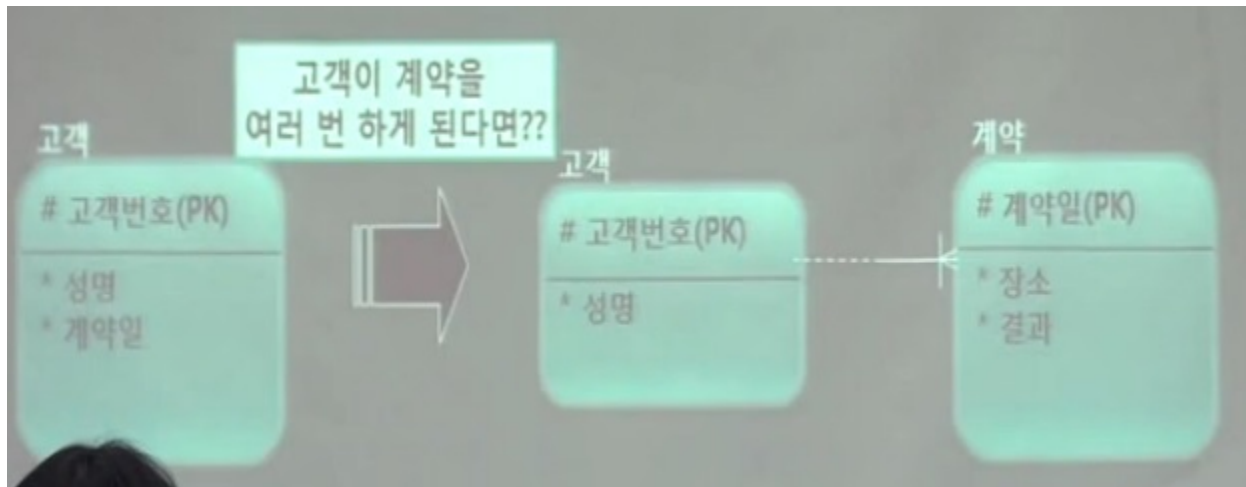 고객이 계약을
여러 번 하게 된다면??
고객
# 고객번호(PK)
* 성명
* 계약일
고객
# 고객번호(PK)
* 성명
계약
# 계약일(PK)
* 장소
* 결과